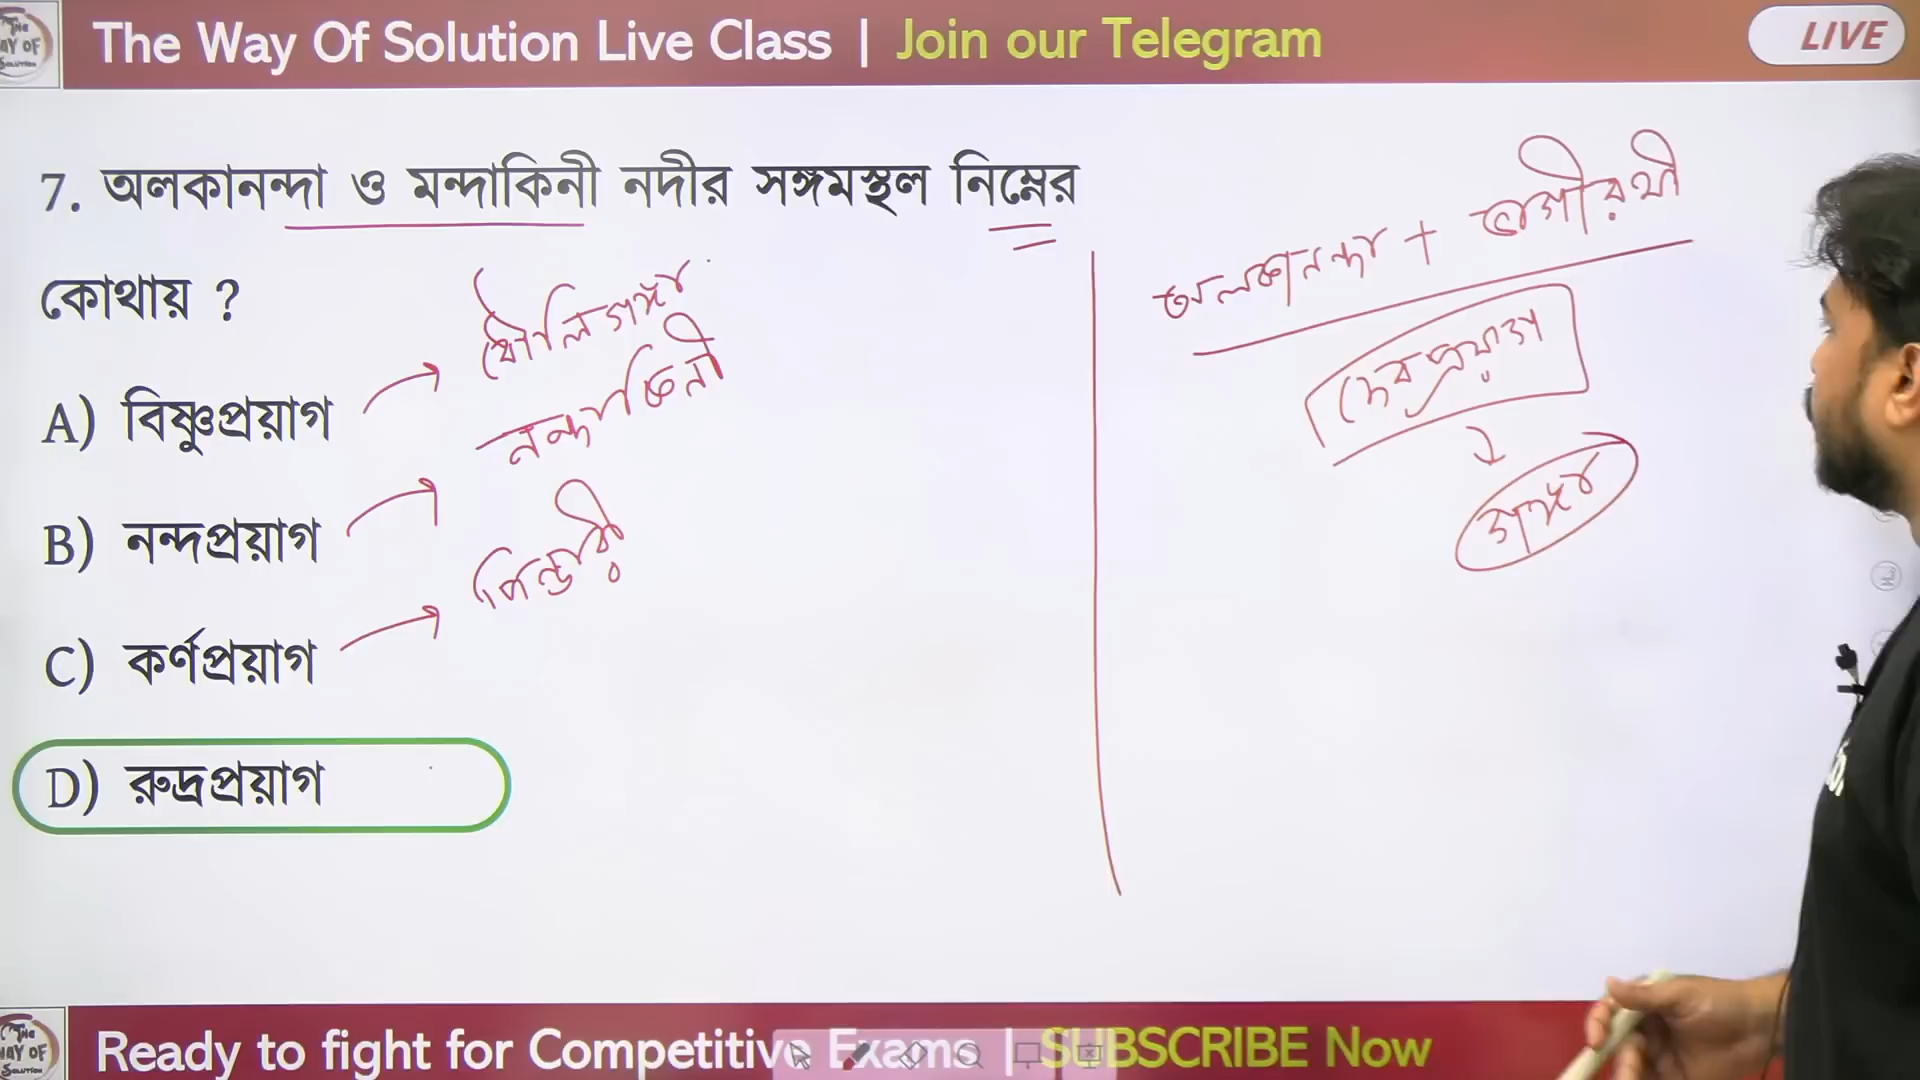 The Way Of Solution Live Class | Join our Telegram
LIVE
7. অলকানন্দা ও মন্দাকিনী নদীর সঙ্গমস্থল নিম্নের
কোথায় ?
A) বিষ্ণুপ্রয়াগ
ধৌলিগঙ্গা
B) নন্দপ্রয়াগ
নন্দাকিনী
C) কর্ণপ্রয়াগ
পিন্ডারী
D) রুদ্রপ্রয়াগ
অলকানন্দা + ভাগীরথী
দেবপ্রয়াগ
গঙ্গা
Ready to fight for Competitive Exams | SUBSCRIBE Now